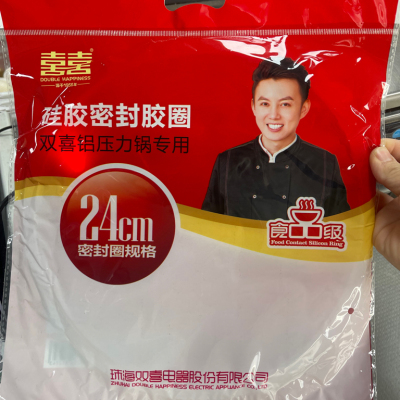 囍
DOUBLE HAPPINESS
硅胶密封胶圈
双喜铝压力锅专用
24cm
密封圈规格
食品级
Food Contact Silicon Ring
珠海双喜电器股份有限公司
ZHUHAI DOUBLE HAPPINESS ELECTRIC APPLIANCE CO.,LTD